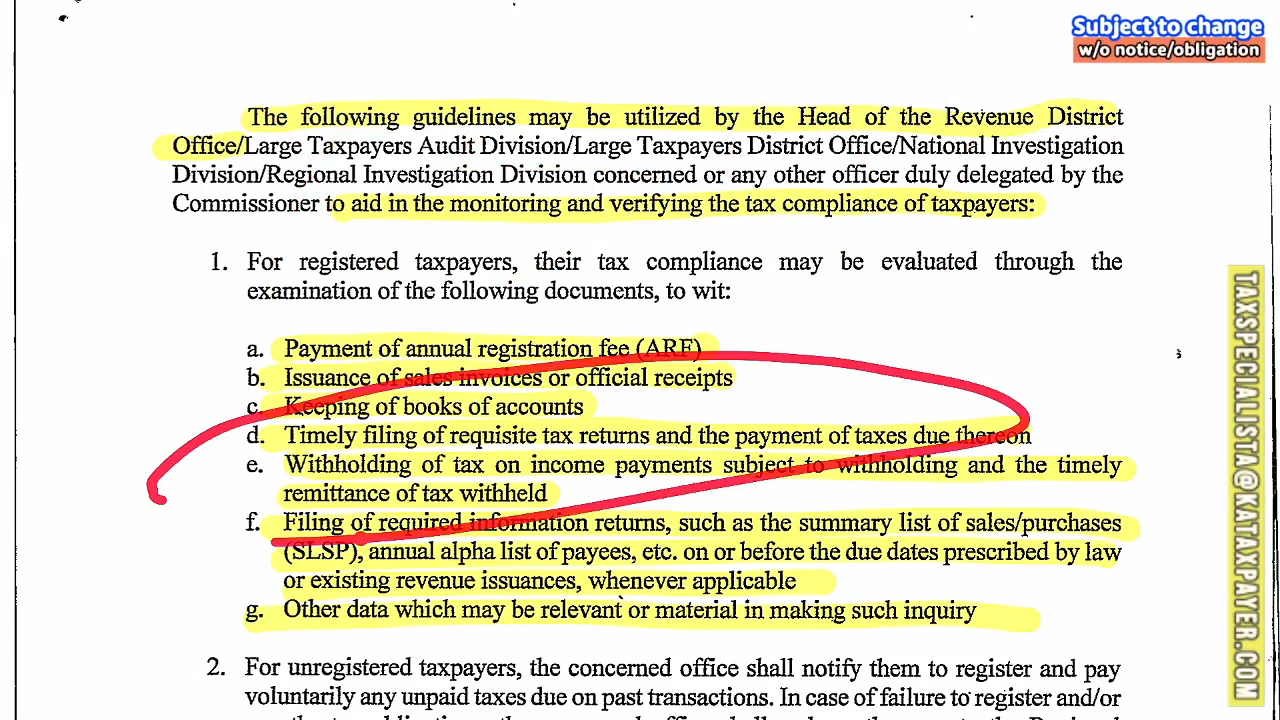 Subject to change
w/o notice/obligation
The following guidelines may be utilized by the Head of the Revenue District
Office/Large Taxpayers Audit Division/Large Taxpayers District Office/National Investigation
Division/Regional Investigation Division concerned or any other officer duly delegated by the
Commissioner to aid in the monitoring and verifying the tax compliance of taxpayers:
1. For registered taxpayers, their tax compliance may be evaluated through the
examination of the following documents, to wit:
a. Payment of annual registration fee (ARF)
b. Issuance of sales invoices or official receipts
c. Keeping of books of accounts
d. Timely filing of requisite tax returns and the payment of taxes due thereon
e. Withholding of tax on income payments subject to withholding and the timely
remittance of tax withheld
f. Filing of required information returns, such as the summary list of sales/purchases
(SLSP), annual alpha list of payees, etc. on or before the due dates prescribed by law
or existing revenue issuances, whenever applicable
g. Other data which may be relevant or material in making such inquiry
2. For unregistered taxpayers, the concerned office shall notify them to register and pay
voluntarily any unpaid taxes due on past transactions. In case of failure to register and/or
TAXSPECIALISTA@KATAXPAYER.COM